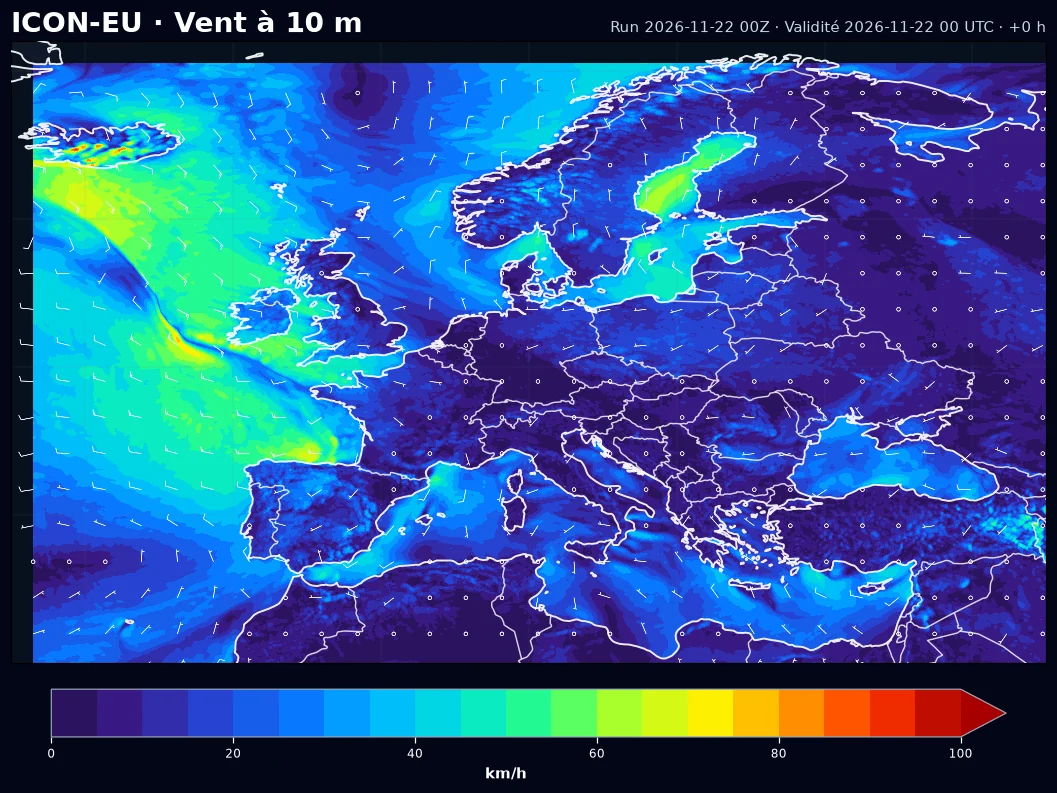 ICON-EU · Vent à 10 m
Run 2026-11-22 00Z · Validité 2026-11-22 00 UTC · +0 h
0 20 40 60 80 100
km/h